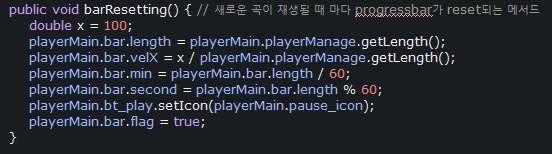 public void barResetting() { // 새로운 곡이 재생될 때 마다 progressbar가 reset되는 메서드
double x = 100;
playerMain.bar.length = playerMain.playerManage.getLength();
playerMain.bar.velX = x / playerMain.playerManage.getLength();
playerMain.bar.min = playerMain.bar.length / 60;
playerMain.bar.second = playerMain.bar.length % 60;
playerMain.bt_play.setIcon(playerMain.pause_icon);
playerMain.bar.flag = true;
}